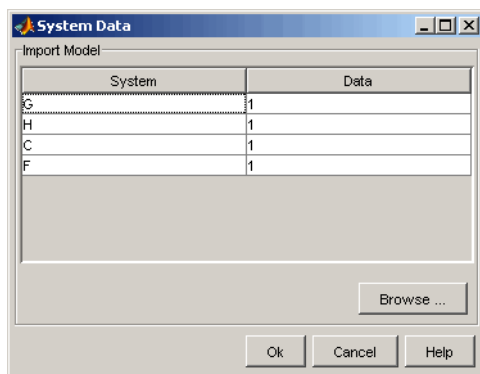 System Data
Import Model
System Data
G 1
H 1
C 1
F 1
Browse ...
Ok Cancel Help